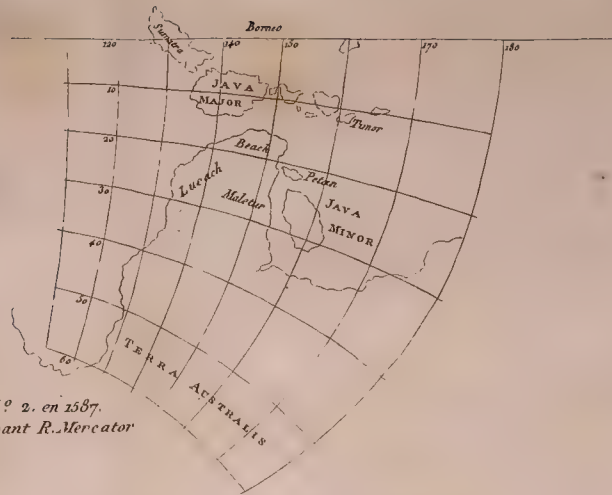 Borneo
Sumatra
120
140
150
170
180
10
JAVA
MAJOR
Timor
20
Beach
Petan
Lucach
Maletur
JAVA
MINOR
30
40
50
60
TERRA AUSTRALIS
2. en 1587.
R. Mercator